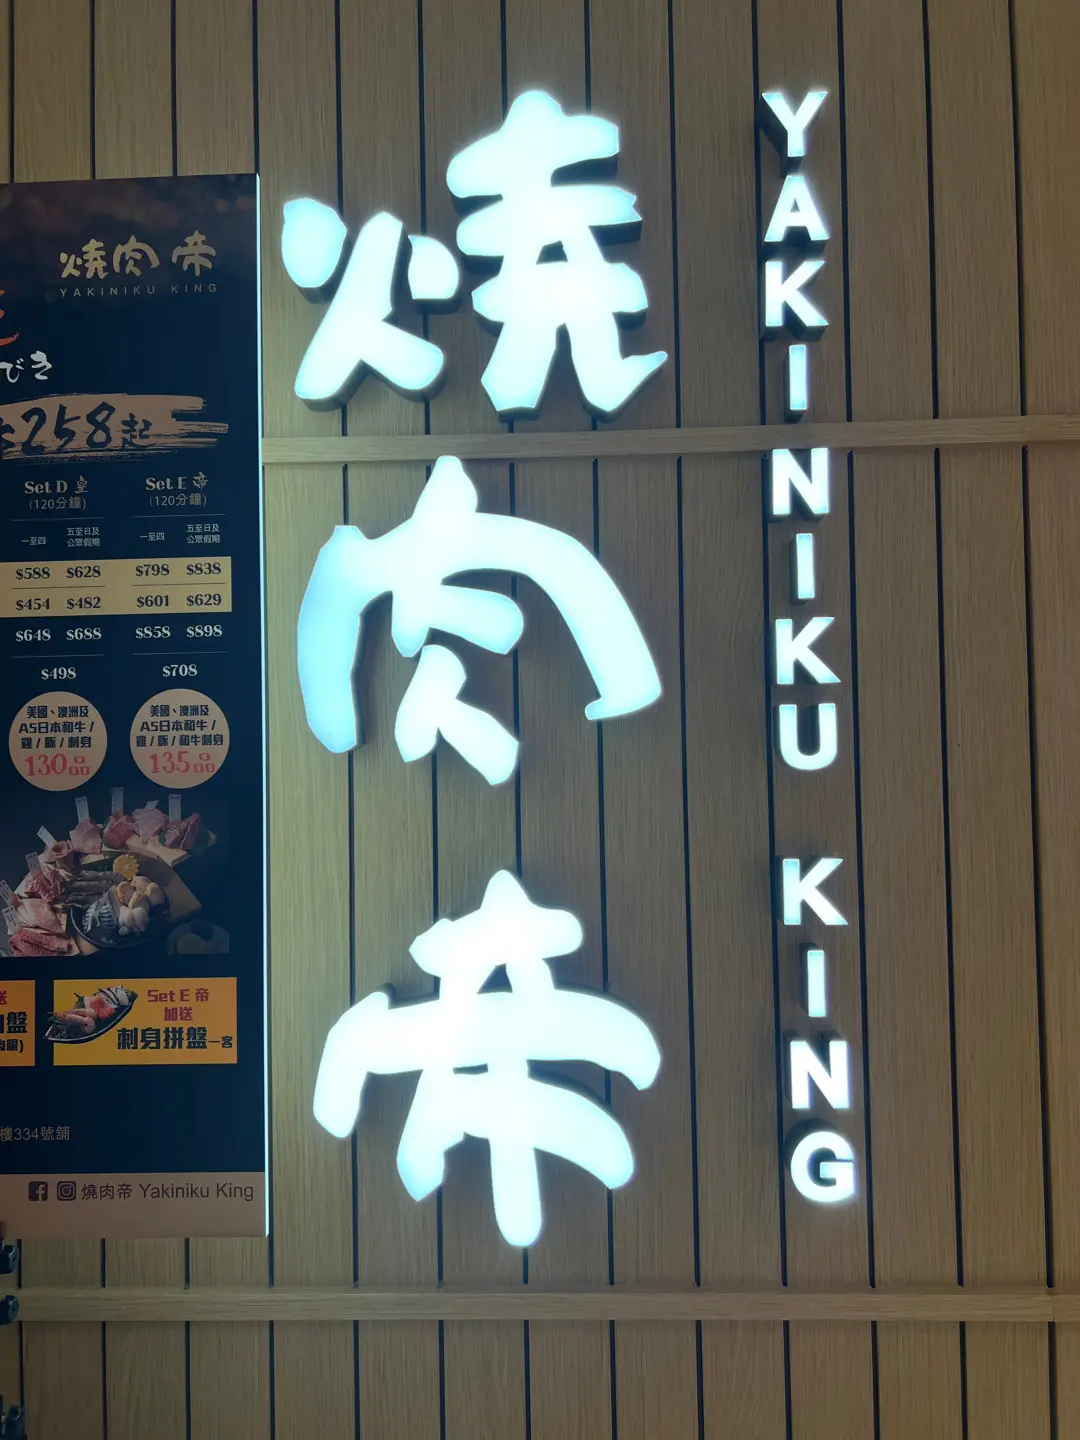 燒肉帝
YAKINIKU KING
燒肉帝
YAKINIKU KING
びき
258起
Set D 皇
(120分鐘)
Set E 帝
(120分鐘)
一至四
五至日及
公眾假期
一至四
五至日及
公眾假期
$588 $628 $798 $838
$454 $482 $601 $629
$648 $688 $858 $898
$498 $708
美國、澳洲及
A5日本和牛/
雞/豚/刺身
130品
美國、澳洲及
A5日本和牛/
雞/豚/和牛刺身
135品
送
盤
Set E 帝
加送
刺身拼盤一客
樓334號舖
燒肉帝 Yakiniku King